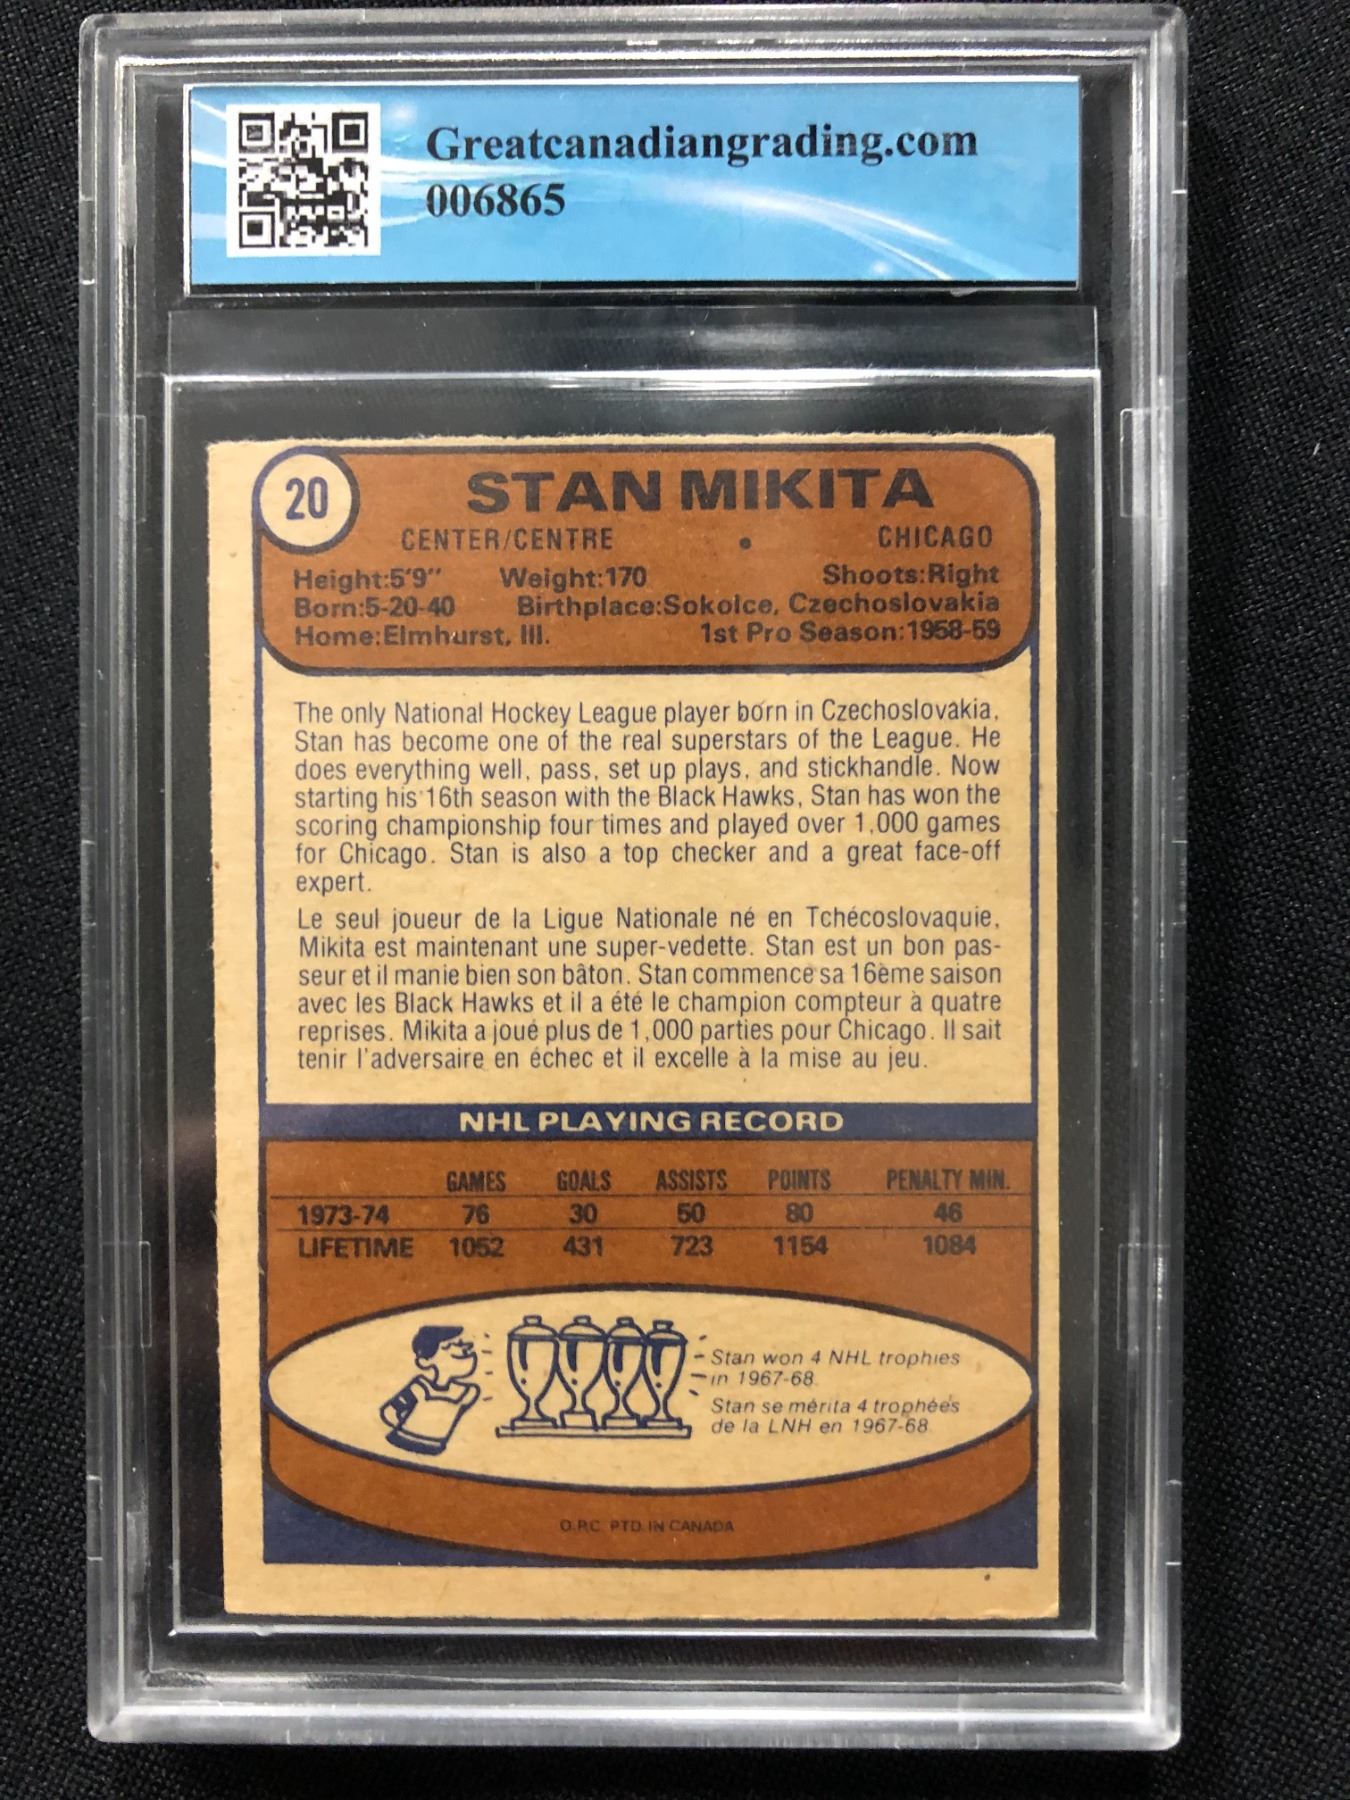 Greatcanadiangrading.com
006865
20
STAN MIKITA
CENTER/CENTRE • CHICAGO
Height:5'9" Weight:170 Shoots:Right
Born:5-20-40 Birthplace:Sokolce, Czechoslovakia
Home:Elmhurst, Ill. 1st Pro Season:1958-59
The only National Hockey League player born in Czechoslovakia,
Stan has become one of the real superstars of the League. He
does everything well, pass, set up plays, and stickhandle. Now
starting his 16th season with the Black Hawks, Stan has won the
scoring championship four times and played over 1,000 games
for Chicago. Stan is also a top checker and a great face-off
expert.
Le seul joueur de la Ligue Nationale né en Tchécoslovaquie,
Mikita est maintenant une super-vedette. Stan est un bon pas-
seur et il manie bien son bâton. Stan commence sa 16ème saison
avec les Black Hawks et il a été le champion compteur à quatre
reprises. Mikita a joué plus de 1,000 parties pour Chicago. Il sait
tenir l'adversaire en échec et il excelle à la mise au jeu.
NHL PLAYING RECORD
GAMES GOALS ASSISTS POINTS PENALTY MIN.
1973-74 76 30 50 80 46
LIFETIME 1052 431 723 1154 1084
Stan won 4 NHL trophies
in 1967-68.
Stan se mérita 4 trophées
de la LNH en 1967-68.
O.P.C. PTD. IN CANADA